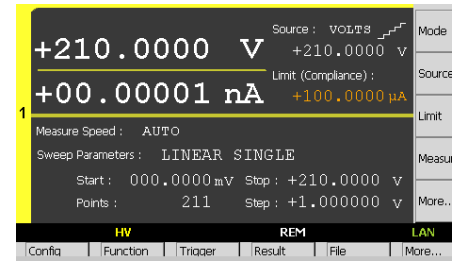 Source : VOLTS
+210.0000 V
+210.0000 V
Limit (Compliance) :
+00.00001 nA
+100.0000 µA
1
Measure Speed : AUTO
Sweep Parameters : LINEAR SINGLE
Start : 000.0000 mV Stop : +210.0000 V
Points : 211 Step : +1.000000 V
HV REM LAN
Config Function Trigger Result File More...
Mode
Source
Limit
Measur
More..